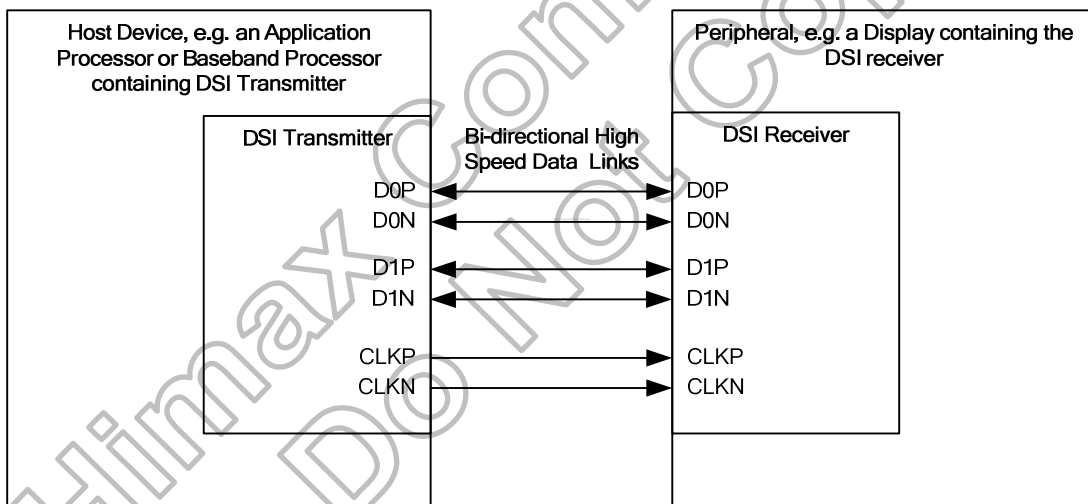 Host Device, e.g. an Application
Processor or Baseband Processor
containing DSI Transmitter
Peripheral, e.g. a Display containing the
DSI receiver
DSI Transmitter
Bi-directional High
Speed Data Links
DSI Receiver
D0P
D0P
D0N
D0N
D1P
D1P
D1N
D1N
CLKP
CLKP
CLKN
CLKN
Himax Con
Do Not Co